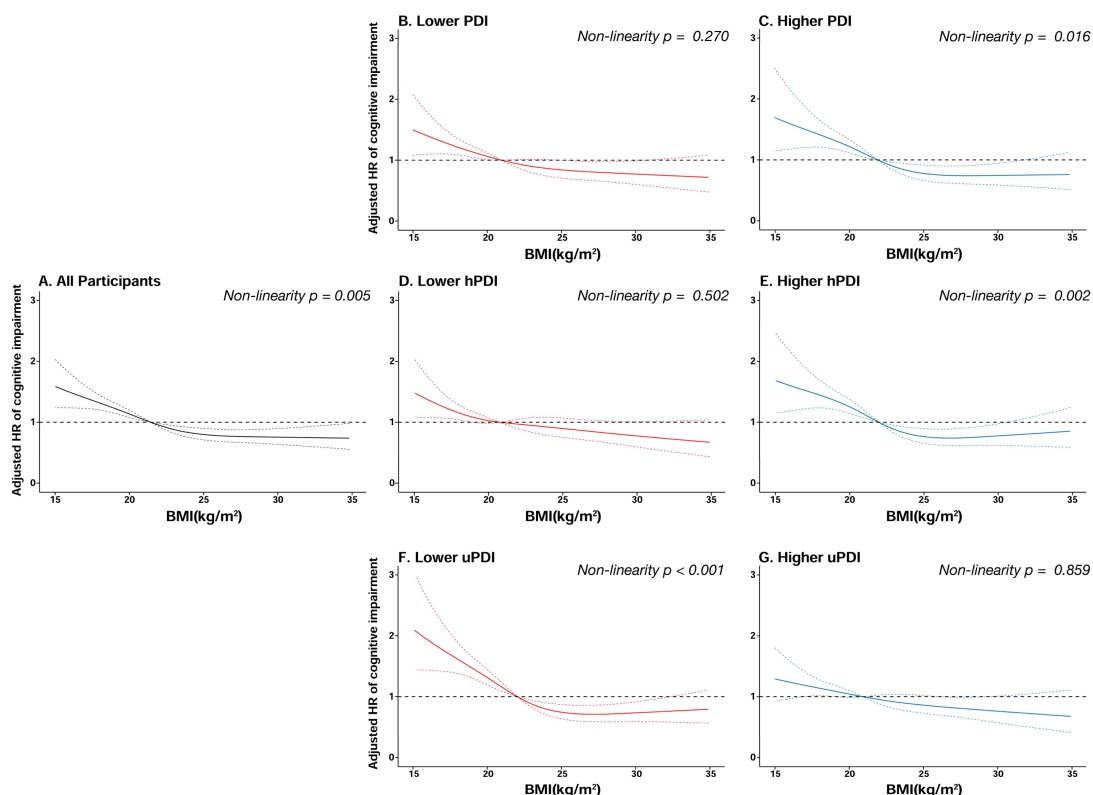 B. Lower PDI
Non-linearity p = 0.270
Adjusted HR of cognitive impairment
3
2
1
0
15 20 25 30 35
BMI(kg/m²)
C. Higher PDI
Non-linearity p = 0.016
3
2
1
0
15 20 25 30 35
BMI(kg/m²)
A. All Participants
Non-linearity p = 0.005
Adjusted HR of cognitive impairment
3
2
1
0
15 20 25 30 35
BMI(kg/m²)
D. Lower hPDI
Non-linearity p = 0.502
Adjusted HR of cognitive impairment
3
2
1
0
15 20 25 30 35
BMI(kg/m²)
E. Higher hPDI
Non-linearity p = 0.002
3
2
1
0
15 20 25 30 35
BMI(kg/m²)
F. Lower uPDI
Non-linearity p < 0.001
Adjusted HR of cognitive impairment
3
2
1
0
15 20 25 30 35
BMI(kg/m²)
G. Higher uPDI
Non-linearity p = 0.859
3
2
1
0
15 20 25 30 35
BMI(kg/m²)